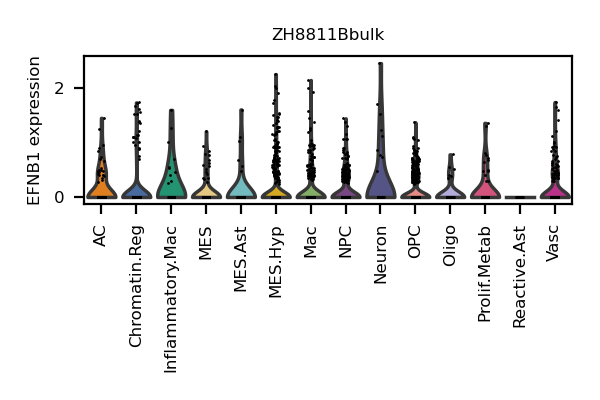 ZH8811Bbulk
EFNB1 expression
2
0
AC
Chromatin.Reg
Inflammatory.Mac
MES
MES.Ast
MES.Hyp
Mac
NPC
Neuron
OPC
Oligo
Prolif.Metab
Reactive.Ast
Vasc